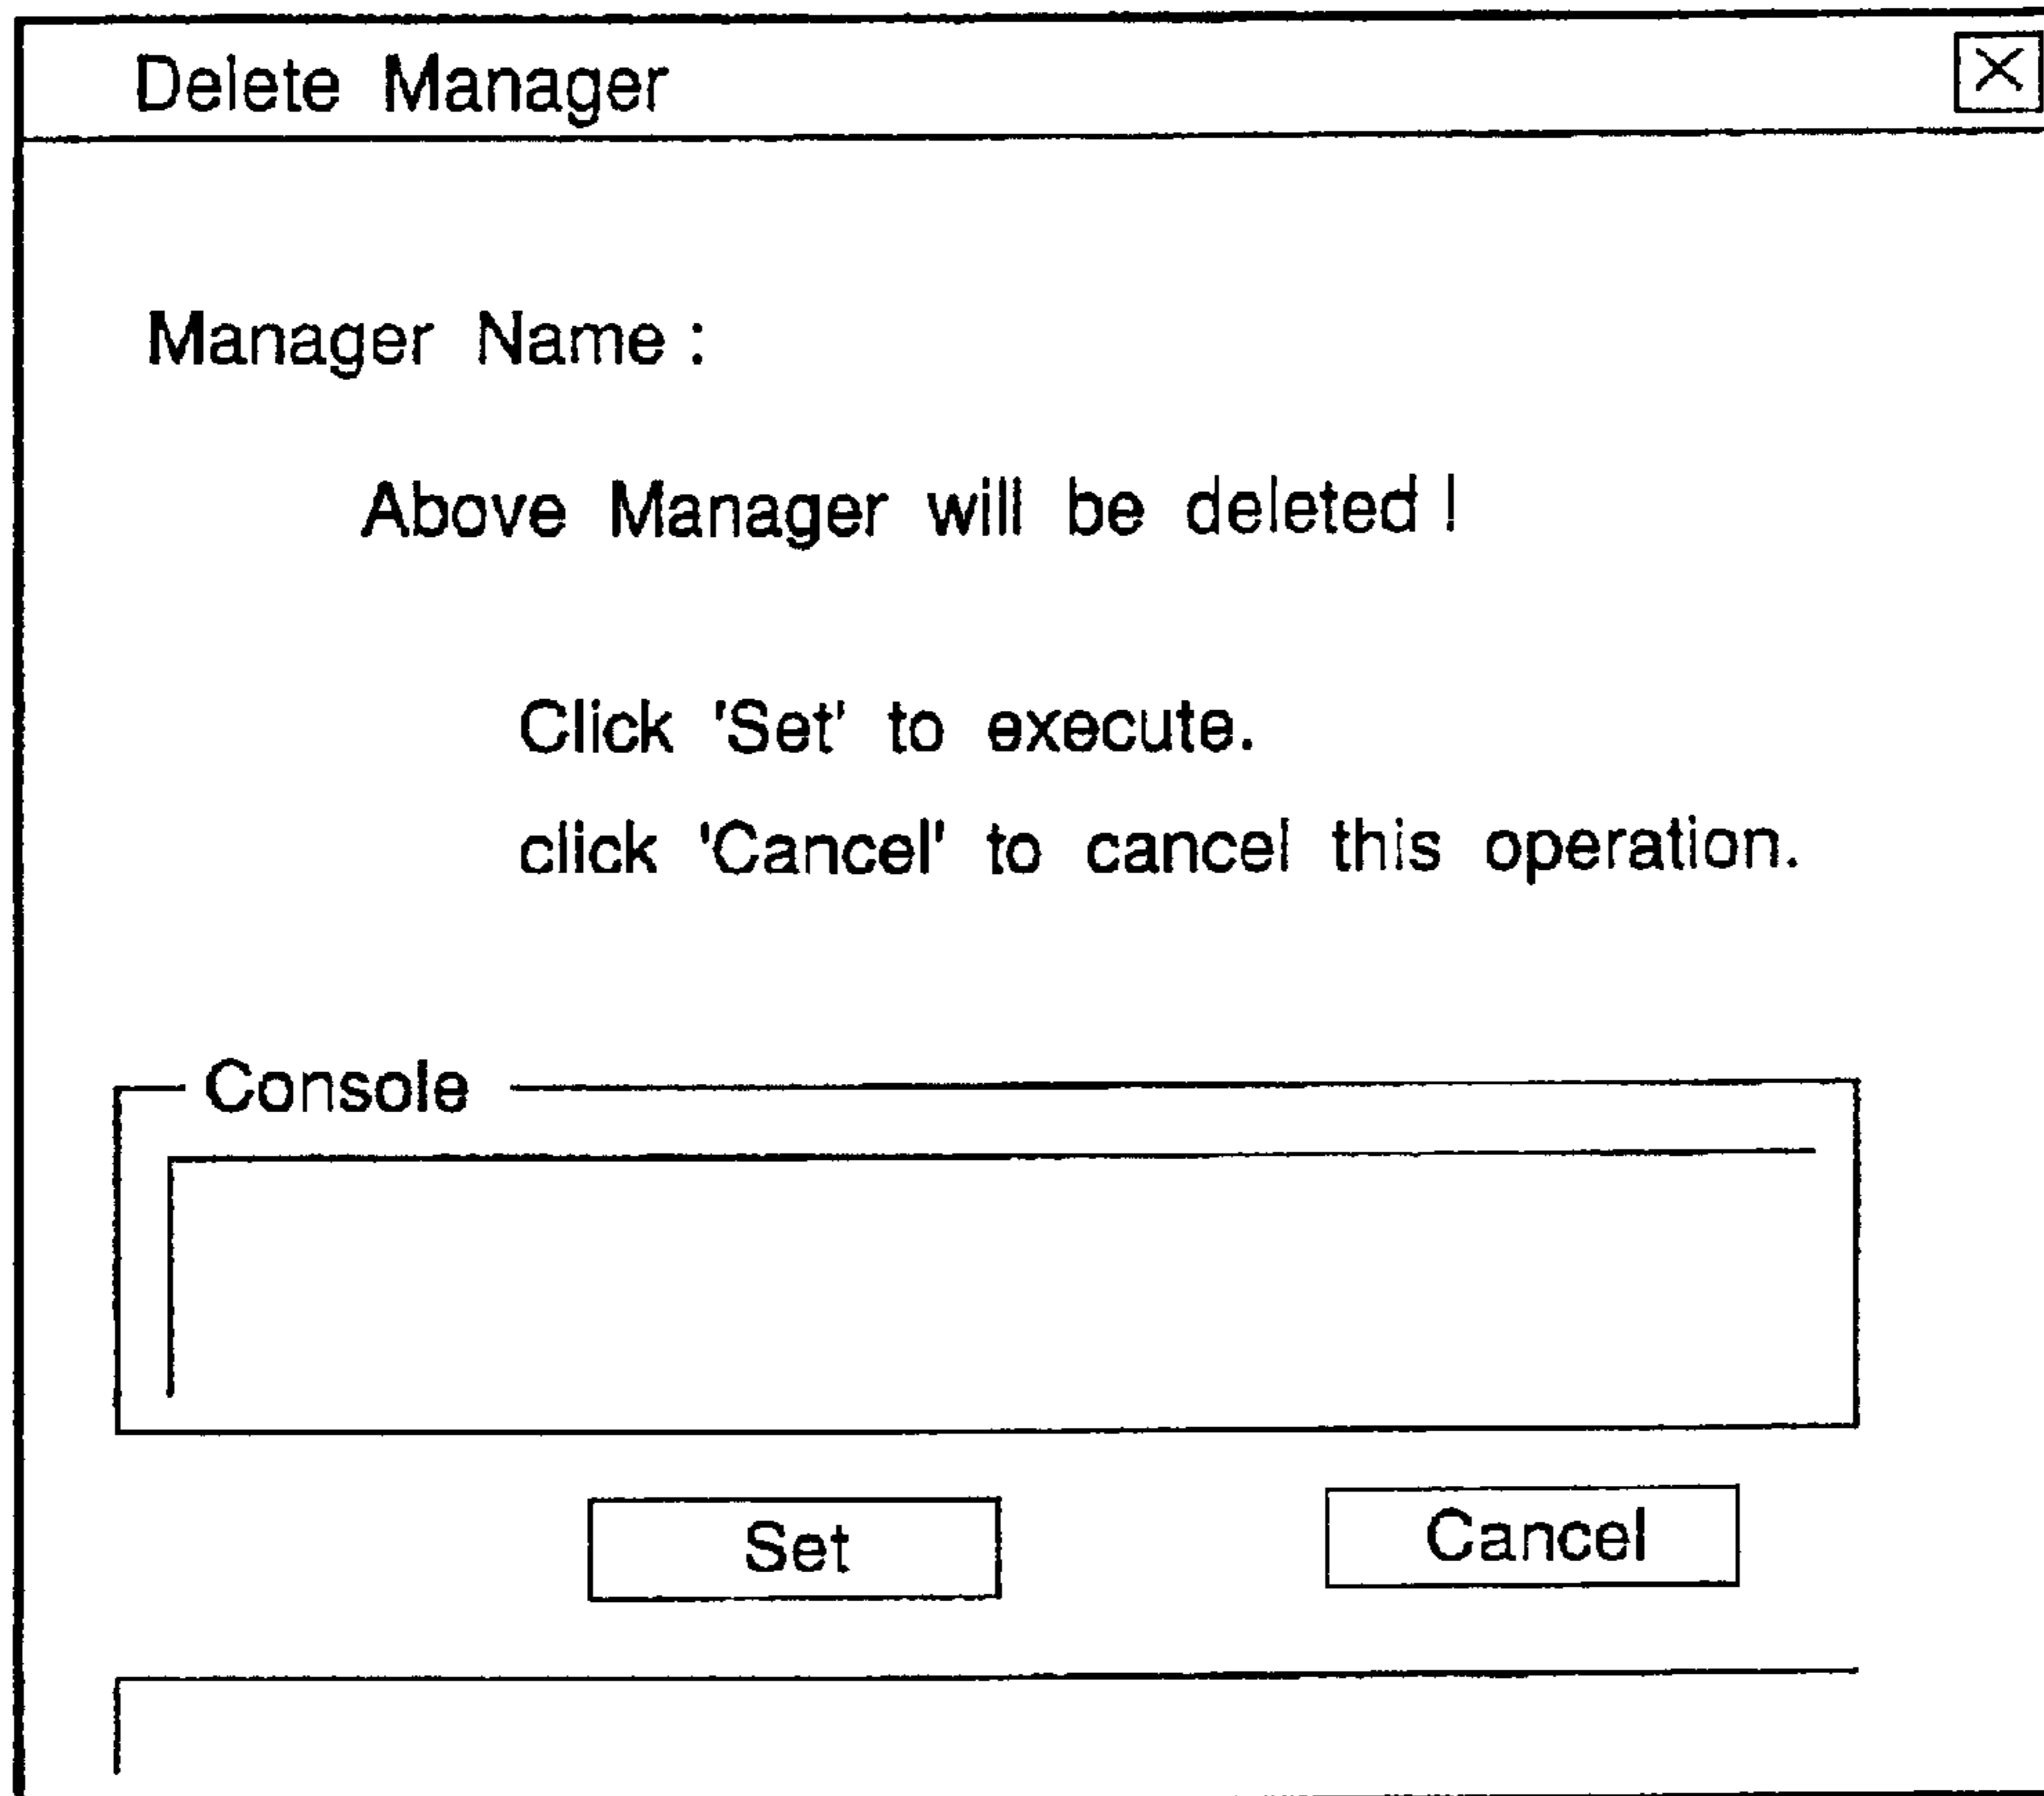 Delete Manager
Manager Name :
Above Manager will be deleted !
Click 'Set' to execute.
click 'Cancel' to cancel this operation.
Console
Set
Cancel